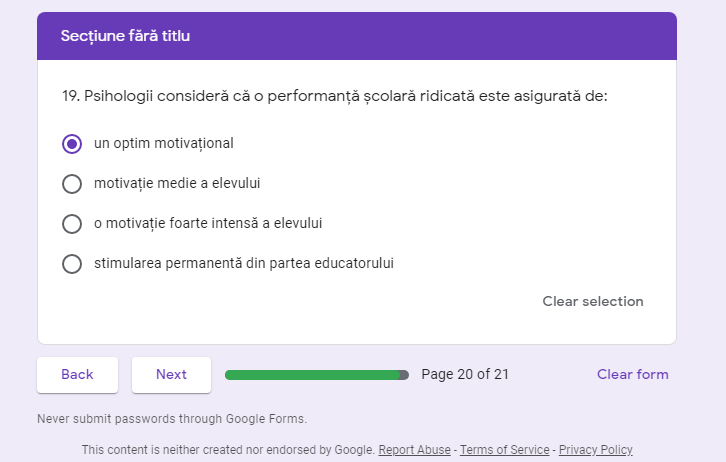 Secțiune fără titlu
19. Psihologii consideră că o performanță școlară ridicată este asigurată de:
un optim motivațional
motivație medie a elevului
o motivație foarte intensă a elevului
stimularea permanentă din partea educatorului
Clear selection
Back Next Page 20 of 21 Clear form
Never submit passwords through Google Forms.
This content is neither created nor endorsed by Google. Report Abuse - Terms of Service - Privacy Policy